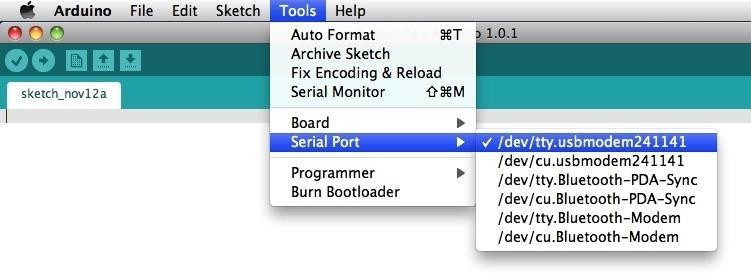 Arduino File Edit Sketch Tools Help
1.0.1
sketch_nov12a
Auto Format ⌘T
Archive Sketch
Fix Encoding & Reload
Serial Monitor ⇧⌘M
Board
Serial Port
Programmer
Burn Bootloader
✓ /dev/tty.usbmodem241141
/dev/cu.usbmodem241141
/dev/tty.Bluetooth-PDA-Sync
/dev/cu.Bluetooth-PDA-Sync
/dev/tty.Bluetooth-Modem
/dev/cu.Bluetooth-Modem